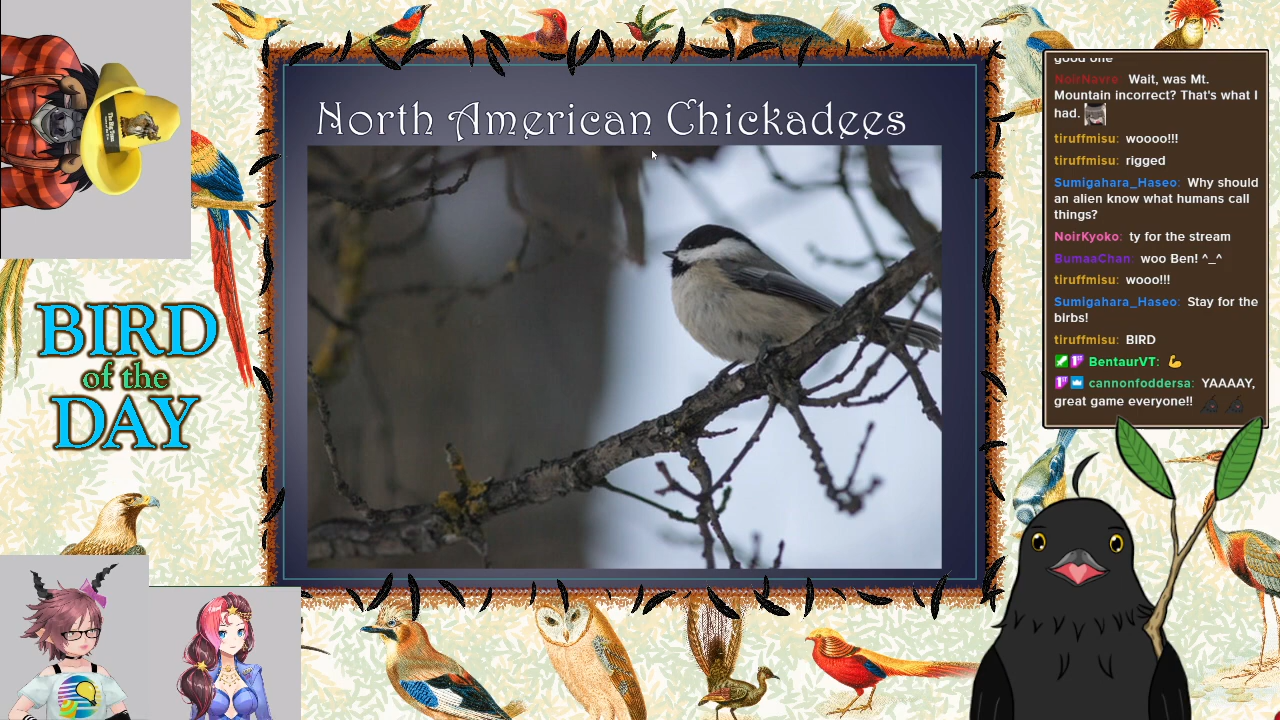 North American Chickadees
BIRD
of the
DAY
good one
NoirNavre: Wait, was Mt.
Mountain incorrect? That's what I
had.
tiruffmisu: woooo!!!
tiruffmisu: rigged
Sumigahara_Haseo: Why should
an alien know what humans call
things?
NoirKyoko: ty for the stream
BumaaChan: woo Ben! ^_^
tiruffmisu: wooo!!!
Sumigahara_Haseo: Stay for the
birbs!
tiruffmisu: BIRD
BentaurVT: 💪
cannonfoddersa: YAAAAY,
great game everyone!!